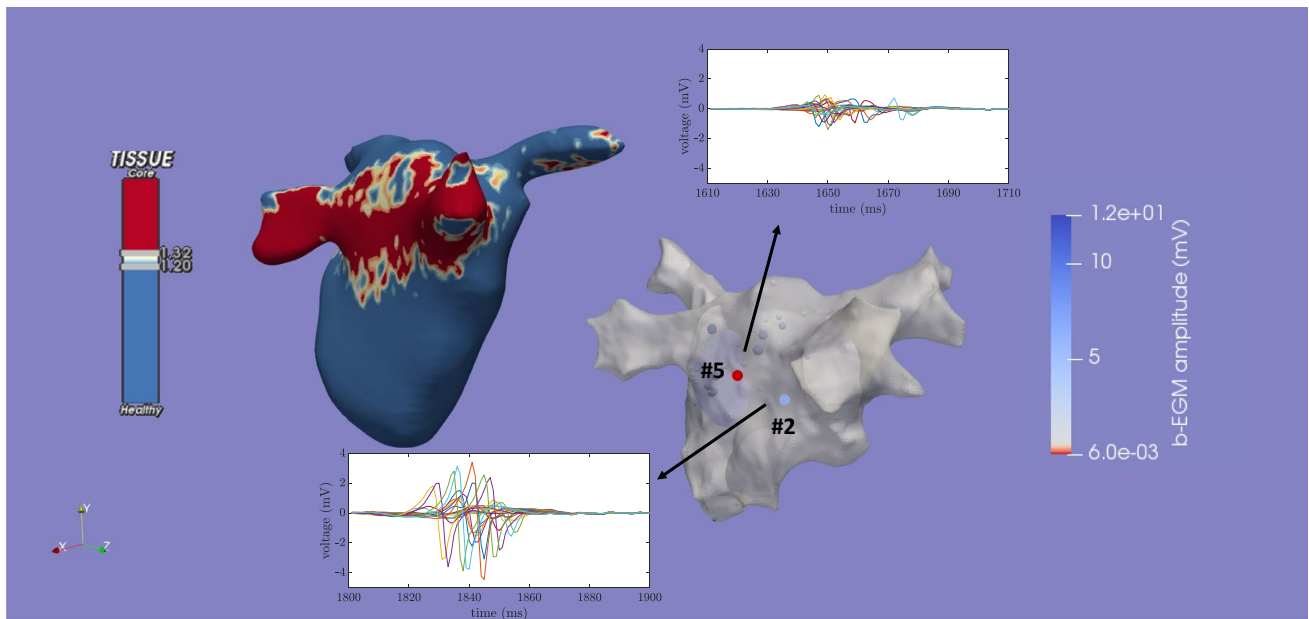 4
2
0
−2
−4
voltage (mV)
1610
1630
1650
1670
1690
1710
time (ms)
TISSUE
Core
1.32
1.20
Healthy
1.2e+01
10
5
6.0e-03
b-EGM amplitude (mV)
#5
#2
4
2
0
−2
−4
voltage (mV)
1800
1820
1840
1860
1880
1900
time (ms)
Y
X
Z